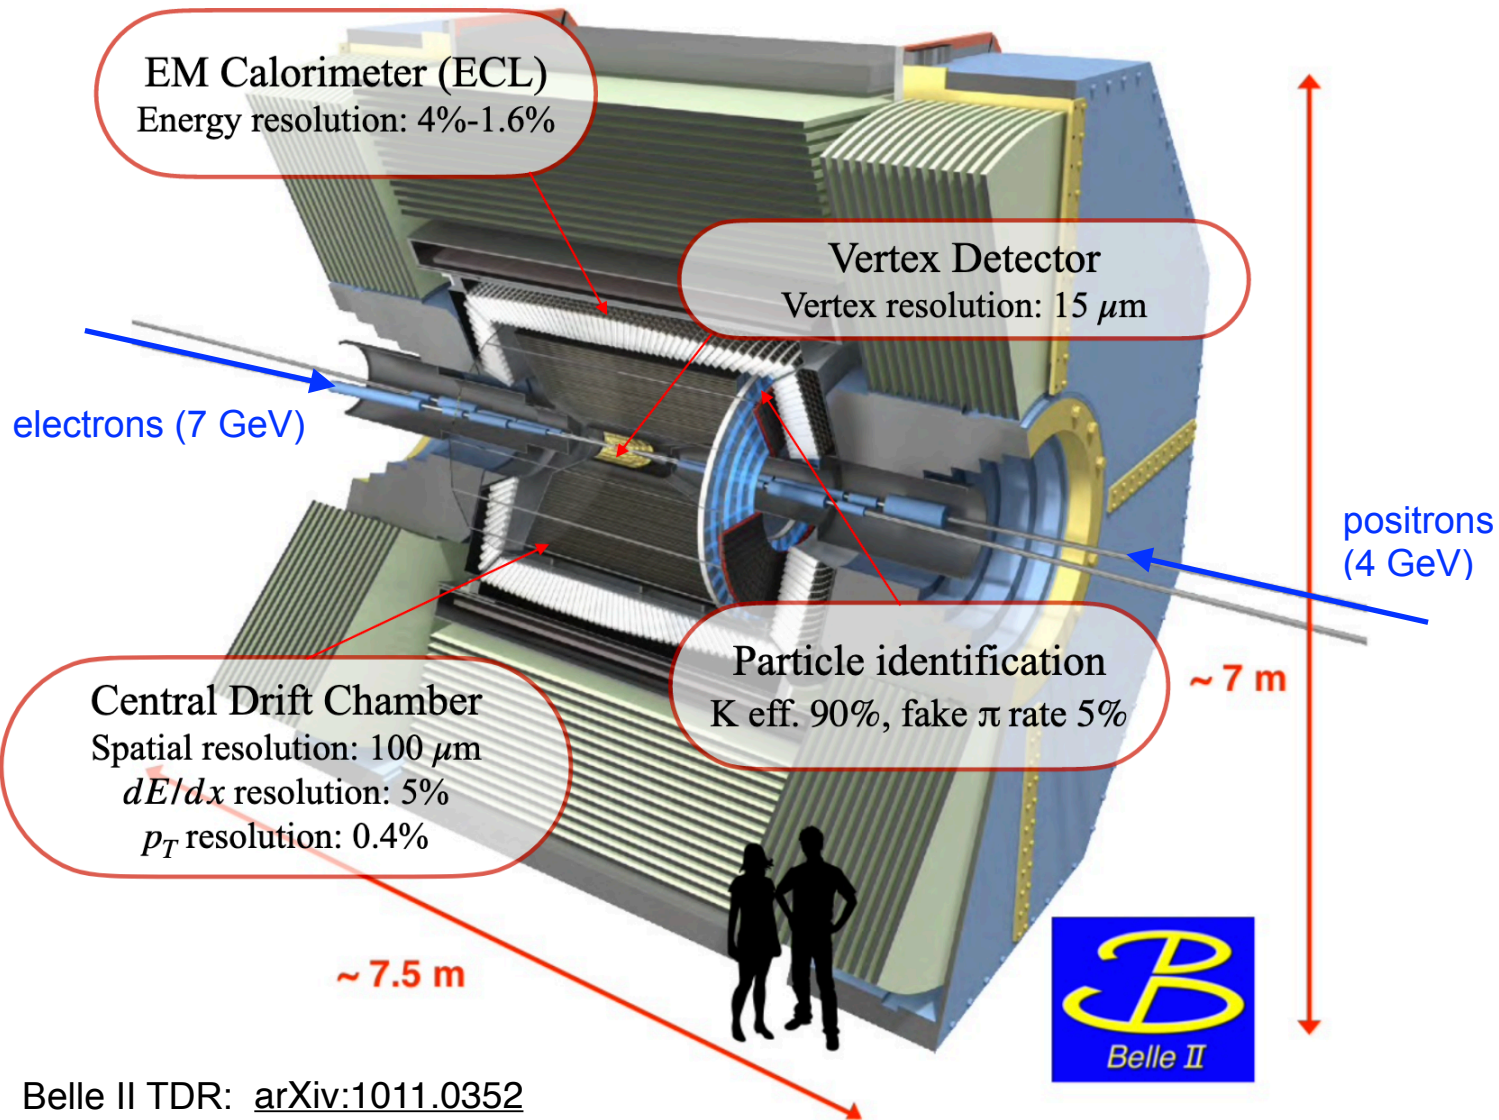 EM Calorimeter (ECL)
Energy resolution: 4%-1.6%
Vertex Detector
Vertex resolution: 15 μm
electrons (7 GeV)
positrons
(4 GeV)
Particle identification
K eff. 90%, fake π rate 5%
~ 7 m
Central Drift Chamber
Spatial resolution: 100 μm
dE/dx resolution: 5%
p_T resolution: 0.4%
~ 7.5 m
B
Belle II
Belle II TDR: arXiv:1011.0352